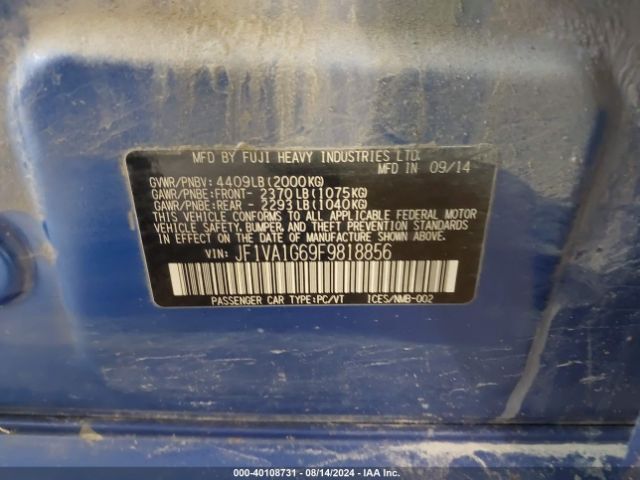 MFD BY FUJI HEAVY INDUSTRIES LTD.
MFD IN 09/14
GVWR/PNBV: 4409LB(2000KG)
GAWR/PNBE:FRONT- 2370LB(1075KG)
GAWR/PNBE:REAR - 2293LB(1040KG)
THIS VEHICLE CONFORMS TO ALL APPLICABLE FEDERAL MOTOR
VEHICLE SAFETY, BUMPER, AND THEFT PREVENTION STANDARDS
IN EFFECT ON THE DATE OF MANUFACTURE SHOWN ABOVE.
VIN: JF1VA1G69F9818856
PASSENGER CAR TYPE:PC/VT ICES/NMB-002
000-40108731 - 08/14/2024 - IAA Inc.